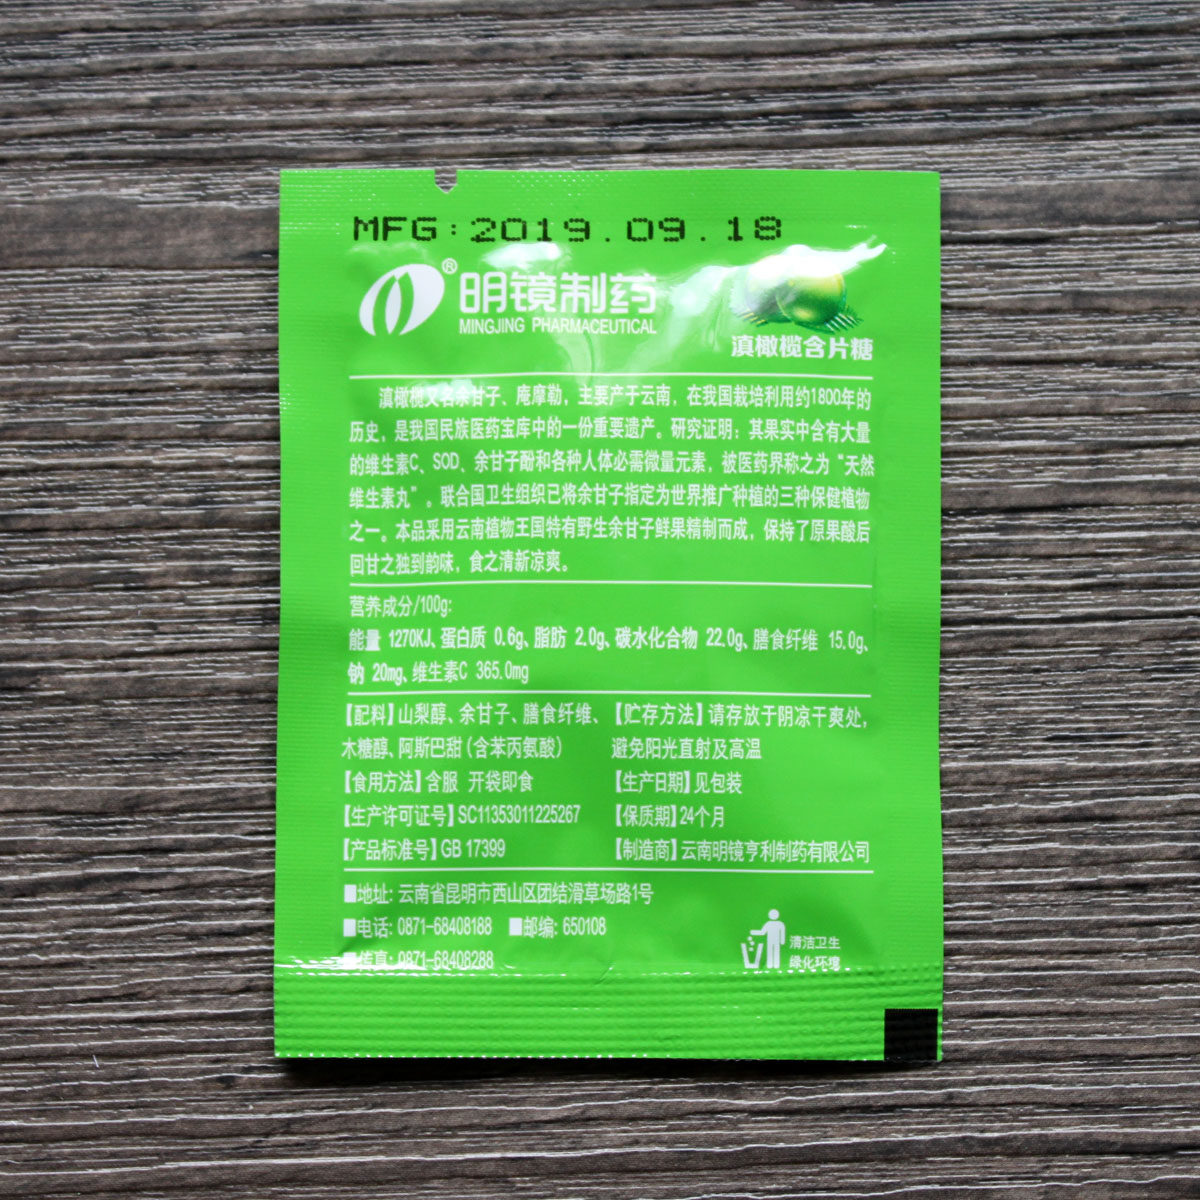 MFG:2019.09.18
®
明镜制药
MINGJING PHARMACEUTICAL
滇橄榄含片糖
滇橄榄又名余甘子、庵摩勒，主要产于云南，在我国栽培利用约1800年的
历史，是我国民族医药宝库中的一份重要遗产。研究证明：其果实中含有大量
的维生素C、SOD、余甘子酚和各种人体必需微量元素，被医药界称之为“天然
维生素丸”。联合国卫生组织已将余甘子指定为世界推广种植的三种保健植物
之一。本品采用云南植物王国特有野生余甘子鲜果精制而成，保持了原果酸后
回甘之独到韵味，食之清新凉爽。
营养成分/100g:
能量 1270KJ、蛋白质 0.6g、脂肪 2.0g、碳水化合物 22.0g、膳食纤维 15.0g、
钠 20mg、维生素C 365.0mg
【配料】山梨醇、余甘子、膳食纤维、
木糖醇、阿斯巴甜(含苯丙氨酸)
【食用方法】含服 开袋即食
【生产许可证号】SC11353011225267
【产品标准号】GB 17399
【贮存方法】请存放于阴凉干爽处，
避免阳光直射及高温
【生产日期】见包装
【保质期】24个月
【制造商】云南明镜亨利制药有限公司
■地址: 云南省昆明市西山区团结滑草场路1号
■电话: 0871-68408188 ■邮编: 650108
■传真: 0871-68408288
清洁卫生
绿化环境